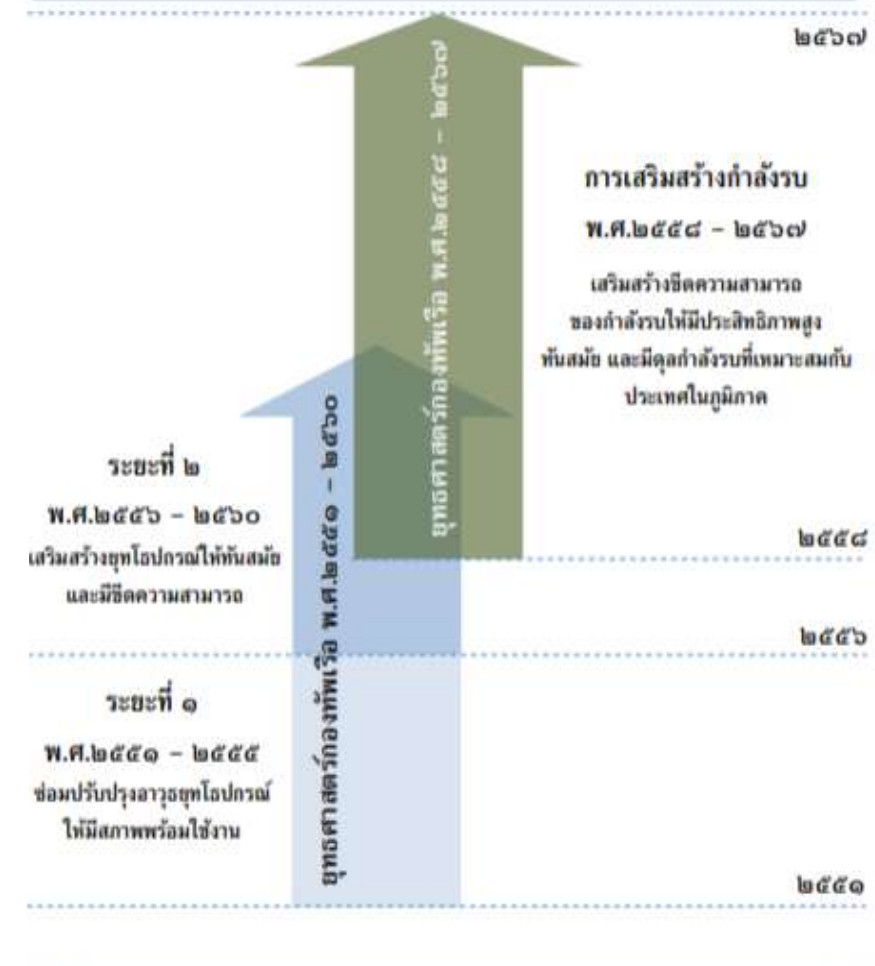 ๒๕๖๗
ยุทธศาสตร์กองทัพเรือ พ.ศ.๒๕๕๘ - ๒๕๖๗
การเสริมสร้างกำลังรบ
พ.ศ.๒๕๕๘ - ๒๕๖๗
เสริมสร้างขีดความสามารถ
ของกำลังรบให้มีประสิทธิภาพสูง
ทันสมัย และมีดุลกำลังรบที่เหมาะสมกับ
ประเทศในภูมิภาค
ยุทธศาสตร์กองทัพเรือ พ.ศ.๒๕๕๑ - ๒๕๖๐
ระยะที่ ๒
พ.ศ.๒๕๕๖ - ๒๕๖๐
เสริมสร้างยุทโธปกรณ์ให้ทันสมัย
และมีขีดความสามารถ
๒๕๕๘
๒๕๕๖
ระยะที่ ๑
พ.ศ.๒๕๕๑ - ๒๕๕๕
ซ่อมปรับปรุงอาวุธยุทโธปกรณ์
ให้มีสภาพพร้อมใช้งาน
๒๕๕๑